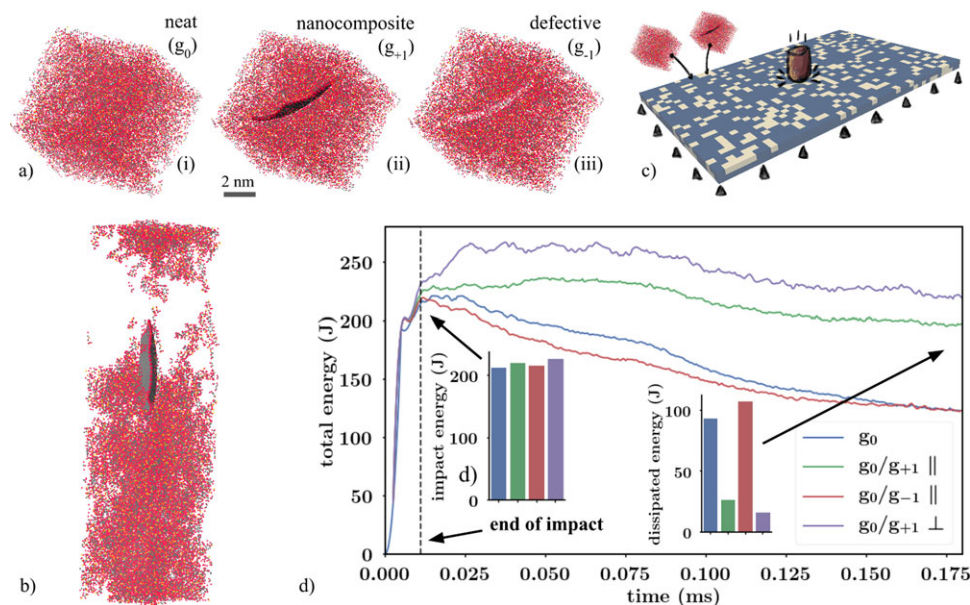 neat
(g0)
(i)
a)
nanocomposite
(g+1)
(ii)
2 nm
defective
(g-1)
(iii)
c)
b)
d)
total energy (J)
250
200
150
100
50
0
0.000
0.025
0.050
0.075
0.100
0.125
0.150
0.175
time (ms)
impact energy (J)
200
100
0
d)
end of impact
dissipated energy (J)
100
50
0
g0
g0/g+1 ||
g0/g-1 ||
g0/g+1 ⊥